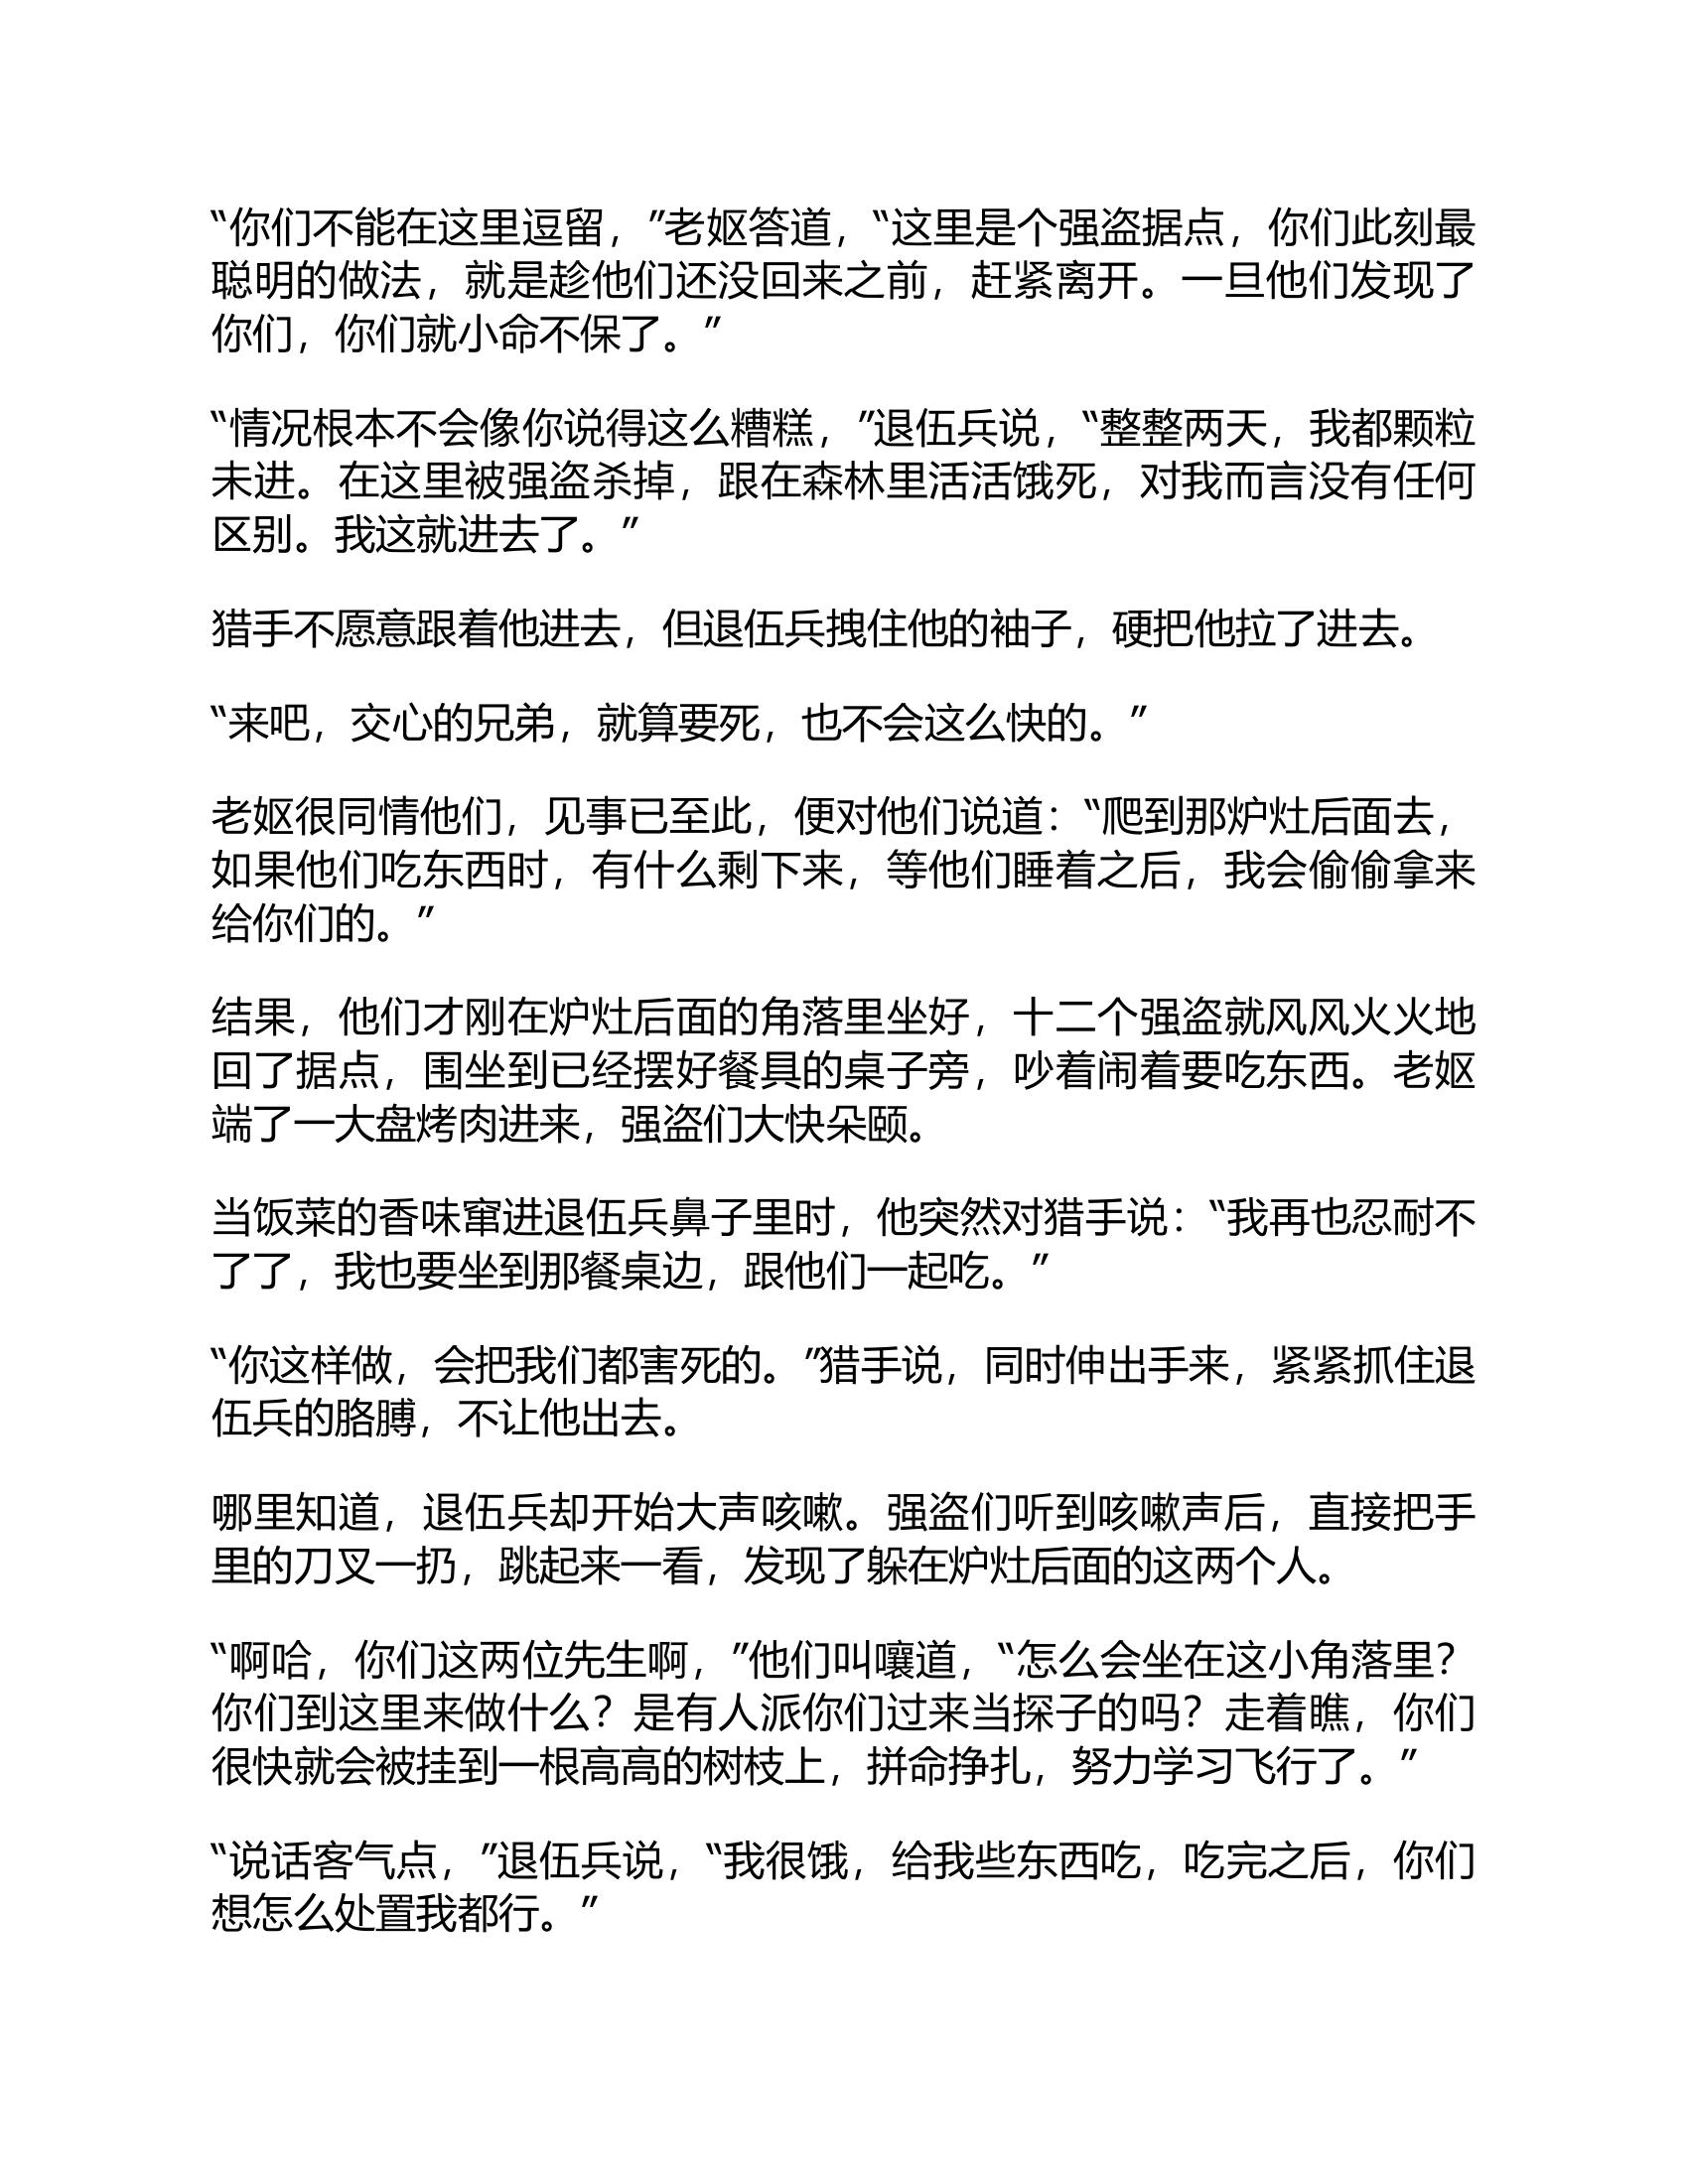 “你们不能在这里逗留，”老妪答道，“这里是个强盗据点，你们此刻最
聪明的做法，就是趁他们还没回来之前，赶紧离开。一旦他们发现了
你们，你们就小命不保了。”
“情况根本不会像你说得这么糟糕，”退伍兵说，“整整两天，我都颗粒
未进。在这里被强盗杀掉，跟在森林里活活饿死，对我而言没有任何
区别。我这就进去了。”
猎手不愿意跟着他进去，但退伍兵拽住他的袖子，硬把他拉了进去。
“来吧，交心的兄弟，就算要死，也不会这么快的。”
老妪很同情他们，见事已至此，便对他们说道：“爬到那炉灶后面去，
如果他们吃东西时，有什么剩下来，等他们睡着之后，我会偷偷拿来
给你们的。”
结果，他们才刚在炉灶后面的角落里坐好，十二个强盗就风风火火地
回了据点，围坐到已经摆好餐具的桌子旁，吵着闹着要吃东西。老妪
端了一大盘烤肉进来，强盗们大快朵颐。
当饭菜的香味窜进退伍兵鼻子里时，他突然对猎手说：“我再也忍耐不
了了，我也要坐到那餐桌边，跟他们一起吃。”
“你这样做，会把我们都害死的。”猎手说，同时伸出手来，紧紧抓住退
伍兵的胳膊，不让他出去。
哪里知道，退伍兵却开始大声咳嗽。强盗们听到咳嗽声后，直接把手
里的刀叉一扔，跳起来一看，发现了躲在炉灶后面的这两个人。
“啊哈，你们这两位先生啊，”他们叫嚷道，“怎么会坐在这小角落里？
你们到这里来做什么？是有人派你们过来当探子的吗？走着瞧，你们
很快就会被挂到一根高高的树枝上，拼命挣扎，努力学习飞行了。”
“说话客气点，”退伍兵说，“我很饿，给我些东西吃，吃完之后，你们
想怎么处置我都行。”